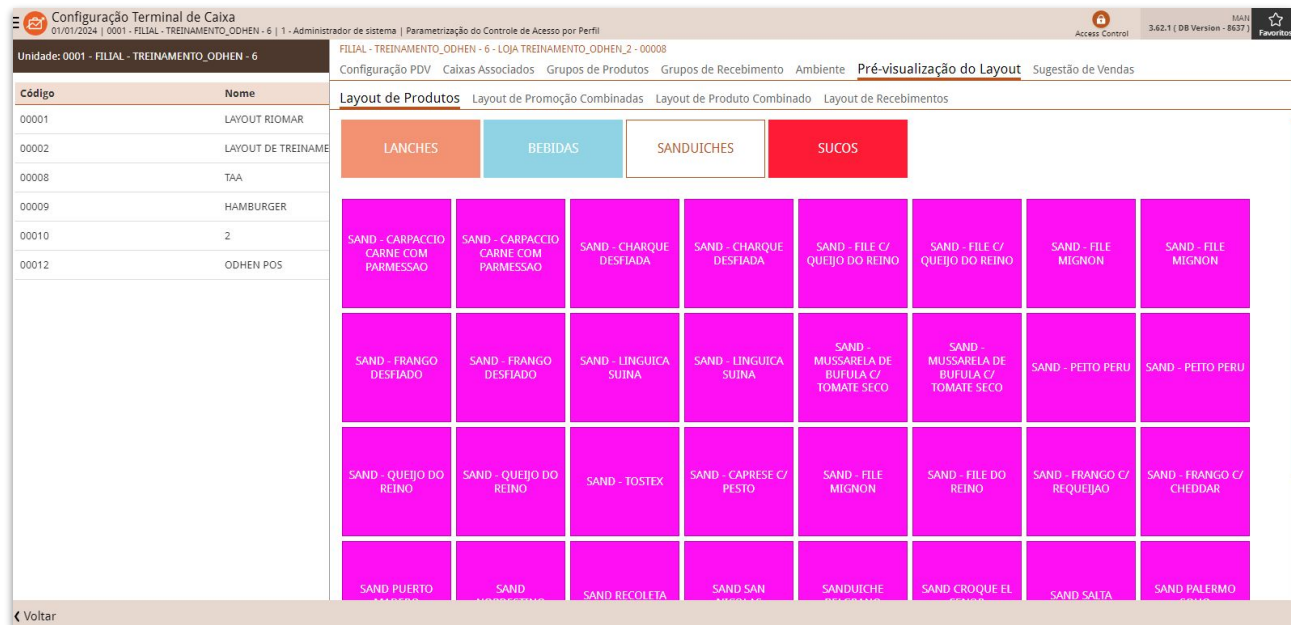 Configuração Terminal de Caixa
01/01/2024 | 0001 - FILIAL - TREINAMENTO_ODHEN - 6 | 1 - Administrador de sistema | Parametrização do Controle de Acesso por Perfil
Access Control
MAN
3.62.1 ( DB Version - 8637 )
Favoritos
Unidade: 0001 - FILIAL - TREINAMENTO_ODHEN - 6
Código Nome
00001 LAYOUT RIOMAR
00002 LAYOUT DE TREINAME
00008 TAA
00009 HAMBURGER
00010 2
00012 ODHEN POS
FILIAL - TREINAMENTO_ODHEN - 6 - LOJA TREINAMENTO_ODHEN_2 - 00008
Configuração PDV Caixas Associados Grupos de Produtos Grupos de Recebimento Ambiente Pré-visualização do Layout Sugestão de Vendas
Layout de Produtos Layout de Promoção Combinadas Layout de Produto Combinado Layout de Recebimentos
LANCHES BEBIDAS SANDUICHES SUCOS
SAND - CARPACCIO
CARNE COM
PARMESSAO
SAND - CARPACCIO
CARNE COM
PARMESSAO
SAND - CHARQUE
DESFIADA
SAND - CHARQUE
DESFIADA
SAND - FILE C/
QUEIJO DO REINO
SAND - FILE C/
QUEIJO DO REINO
SAND - FILE
MIGNON
SAND - FILE
MIGNON
SAND - FRANGO
DESFIADO
SAND - FRANGO
DESFIADO
SAND - LINGUICA
SUINA
SAND - LINGUICA
SUINA
SAND -
MUSSARELA DE
BUFULA C/
TOMATE SECO
SAND -
MUSSARELA DE
BUFULA C/
TOMATE SECO
SAND - PEITO PERU
SAND - PEITO PERU
SAND - QUEIJO DO
REINO
SAND - QUEIJO DO
REINO
SAND - TOSTEX
SAND - CAPRESE C/
PESTO
SAND - FILE
MIGNON
SAND - FILE DO
REINO
SAND - FRANGO C/
REQUEIJAO
SAND - FRANGO C/
CHEDDAR
SAND PUERTO
SAND
SAND RECOLETA
SAND SAN
SANDUICHE
SAND CROQUE EL
SAND SALTA
SAND PALERMO
Voltar